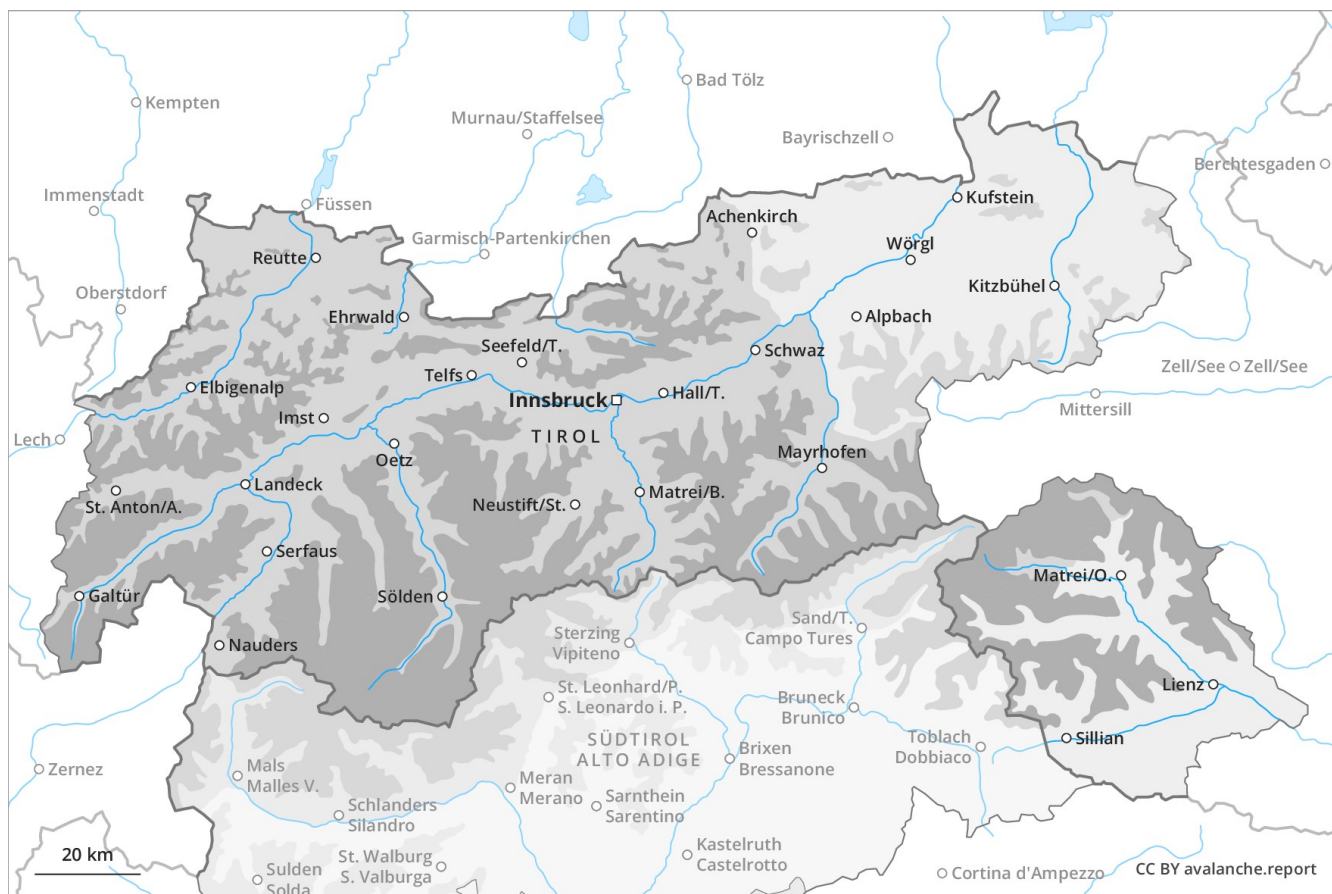 Bad Tölz
Kempten
Murnau/Staffelsee
Bayrischzell
Berchtesgaden
Immenstadt
Füssen
Kufstein
Achenkirch
Garmisch-Partenkirchen
Wörgl
Reutte
Oberstdorf
Kitzbühel
Ehrwald
Alpbach
Seefeld/T.
Schwaz
Zell/See
Zell/See
Telfs
Elbigenalp
Innsbruck
Hall/T.
Mittersill
Imst
Lech
TIROL
Oetz
Mayrhofen
Landeck
St. Anton/A.
Neustift/St.
Matrei/B.
Serfaus
Matrei/O.
Galtür
Sölden
Sand/T.
Campo Tures
Sterzing
Vipiteno
Nauders
Lienz
St. Leonhard/P.
S. Leonardo i. P.
Bruneck
Brunico
SÜDTIROL
ALTO ADIGE
Toblach
Dobbiaco
Sillian
Brixen
Bressanone
Zernez
Mals
Malles V.
Meran
Merano
Schlanders
Silandro
Sarnthein
Sarentino
Kastelruth
Castelrotto
20 km
St. Walburg
S. Valburga
Sulden
Solda
Cortina d'Ampezzo
CC BY avalanche.report